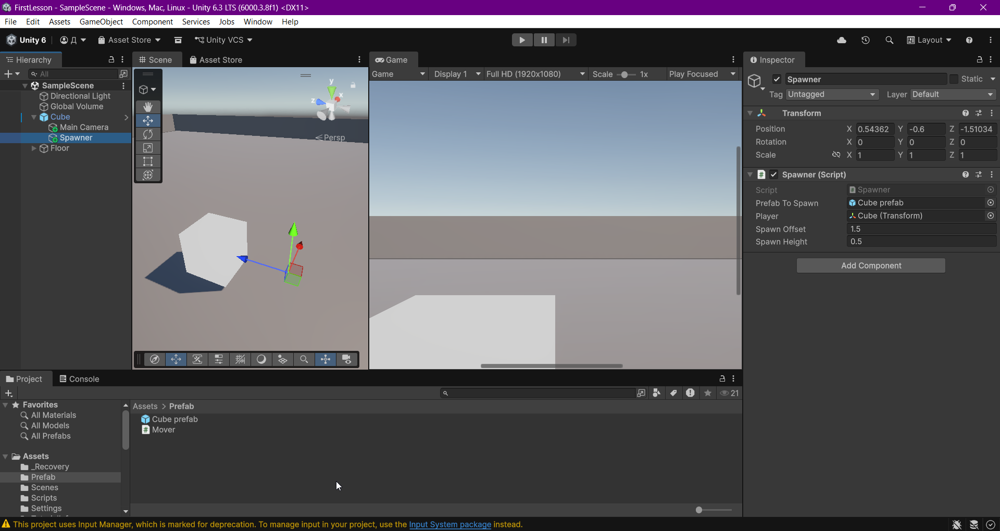 FirstLesson - SampleScene - Windows, Mac, Linux - Unity 6.3 LTS (6000.3.8f1) <DX11>
File Edit Assets GameObject Component Services Jobs Window Help
Unity 6 Д Asset Store Unity VCS Layout
Hierarchy
All
SampleScene
Directional Light
Global Volume
Cube
Main Camera
Spawner
Floor
Scene Asset Store
y
x
z
Persp
Game
Game Display 1 Full HD (1920x1080) Scale 1x Play Focused
Inspector
Spawner Static
Tag Untagged Layer Default
Transform
Position X 0.54362 Y -0.6 Z -1.51034
Rotation X 0 Y 0 Z 0
Scale X 1 Y 1 Z 1
# Spawner (Script)
Script # Spawner
Prefab To Spawn Cube prefab
Player Cube (Transform)
Spawn Offset 1.5
Spawn Height 0.5
Add Component
Project Console
21
Favorites
All Materials
All Models
All Prefabs
Assets
_Recovery
Prefab
Scenes
Scripts
Settings
Assets > Prefab
Cube prefab
# Mover
This project uses Input Manager, which is marked for deprecation. To manage input in your project, use the Input System package instead.